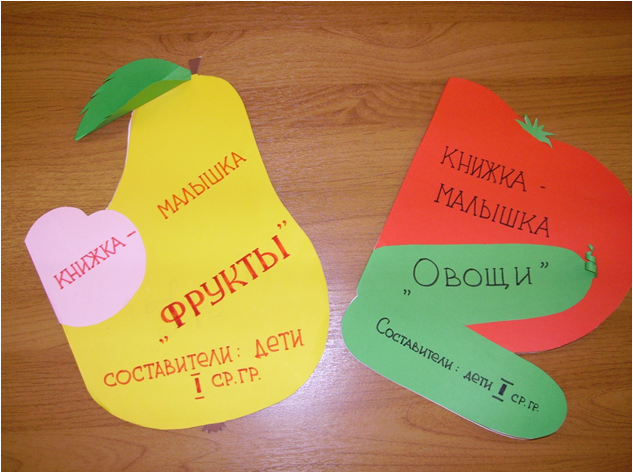 КНИЖКА -
МАЛЫШКА
„ФРУКТЫ”
СОСТАВИТЕЛИ: ДЕТИ
I СР.ГР.
КНИЖКА -
МАЛЫШКА
„ОВОЩИ”
СОСТАВИТЕЛИ: ДЕТИ I СР.ГР.